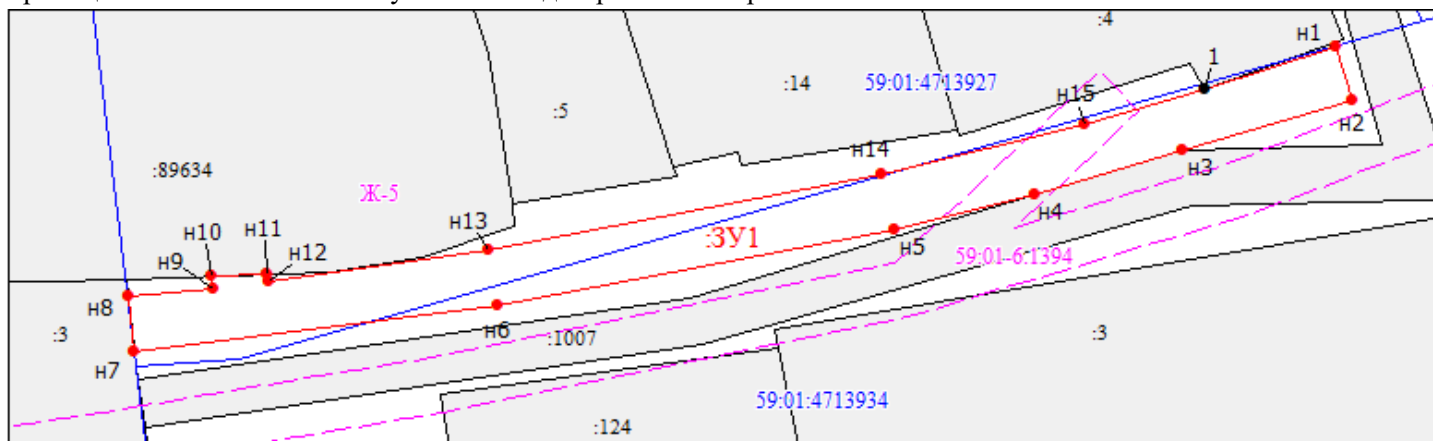 :4
н1
1
:14
59:01:4713927
:5
н15
н2
н14
н3
:89634
Ж-5
н4
н13
:ЗУ1
н5
59:01-6.1394
н10
н11
н9
н12
н8
:3
н6
:1007
:3
н7
59:01:4713934
:124